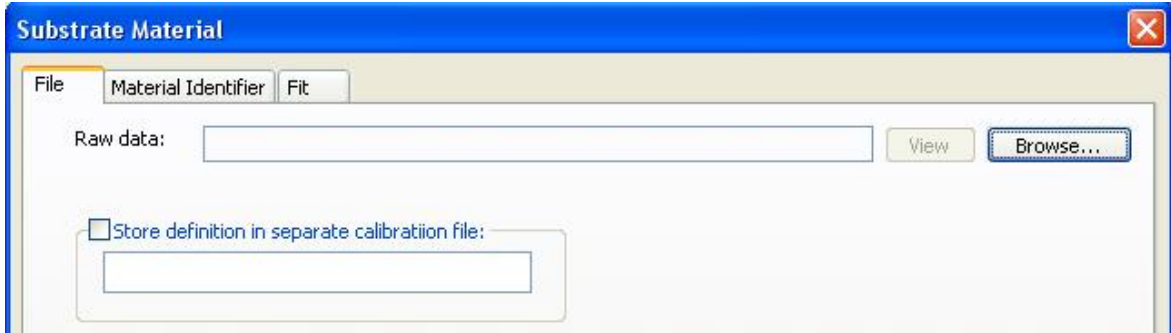 Substrate Material
File Material Identifier Fit
Raw data: View Browse...
Store definition in separate calibratiion file: